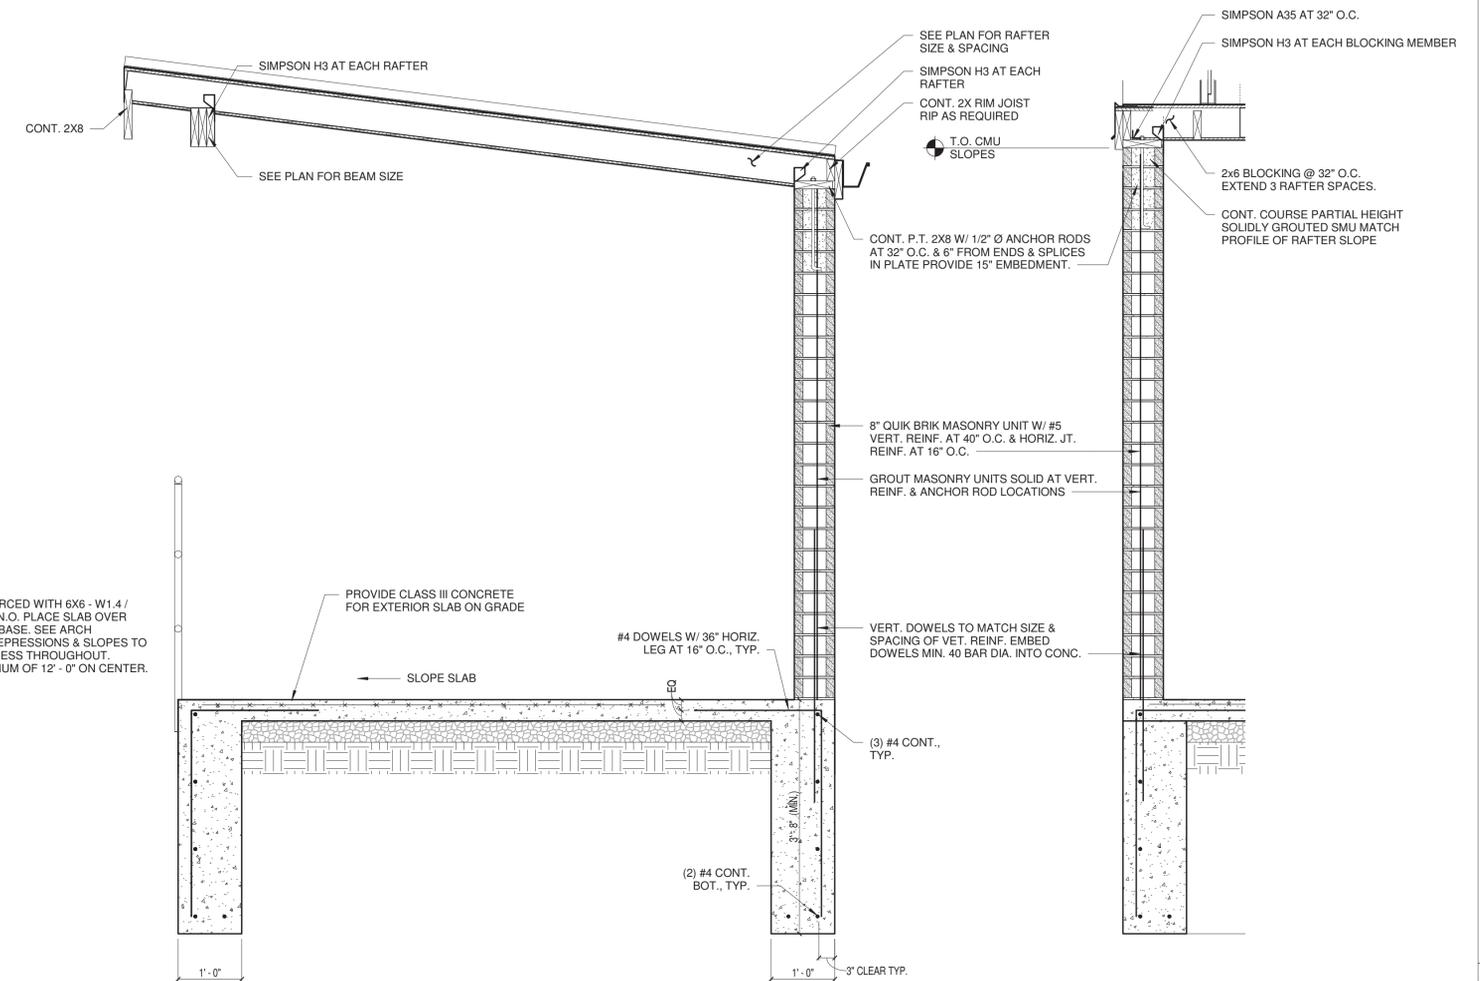 SIMPSON A35 AT 32" O.C.
SIMPSON H3 AT EACH BLOCKING MEMBER
SEE PLAN FOR RAFTER
SIZE & SPACING
SIMPSON H3 AT EACH RAFTER
SIMPSON H3 AT EACH
RAFTER
CONT. 2X RIM JOIST
RIP AS REQUIRED
CONT. 2X8
T.O. CMU
SLOPES
SEE PLAN FOR BEAM SIZE
2x6 BLOCKING @ 32" O.C.
EXTEND 3 RAFTER SPACES.
CONT. COURSE PARTIAL HEIGHT
SOLIDLY GROUTED SMU MATCH
PROFILE OF RAFTER SLOPE
CONT. P.T. 2X8 W/ 1/2" Ø ANCHOR RODS
AT 32" O.C. & 6" FROM ENDS & SPLICES
IN PLATE PROVIDE 15" EMBEDMENT.
8" QUIK BRIK MASONRY UNIT W/ #5
VERT. REINF. AT 40" O.C. & HORIZ. JT.
REINF. AT 16" O.C.
GROUT MASONRY UNITS SOLID AT VERT.
REINF. & ANCHOR ROD LOCATIONS
RCED WITH 6X6 - W1.4 /
N.O. PLACE SLAB OVER
BASE. SEE ARCH
EPRESSIONS & SLOPES TO
ESS THROUGHOUT.
UM OF 12' - 0" ON CENTER.
PROVIDE CLASS III CONCRETE
FOR EXTERIOR SLAB ON GRADE
#4 DOWELS W/ 36" HORIZ.
LEG AT 16" O.C., TYP.
VERT. DOWELS TO MATCH SIZE &
SPACING OF VET. REINF. EMBED
DOWELS MIN. 40 BAR DIA. INTO CONC.
SLOPE SLAB
EQ
(3) #4 CONT.,
TYP.
3' - 8" (MIN.)
(2) #4 CONT.
BOT., TYP.
1' - 0"
1' - 0"
3" CLEAR TYP.